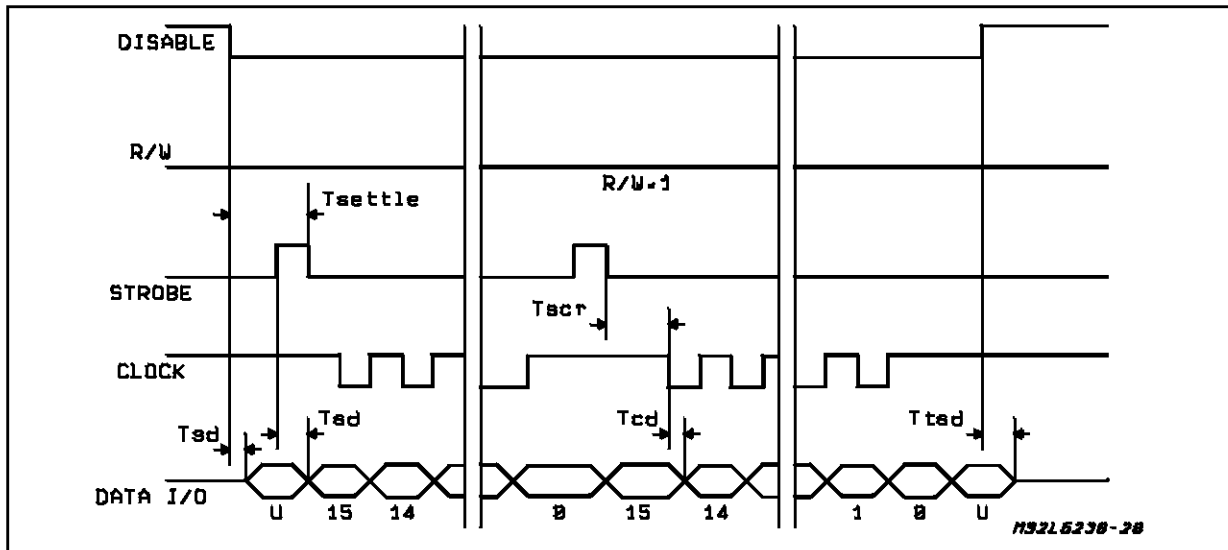 DISABLE
R/W
R/W=1
Tsettle
STROBE
Tscr
CLOCK
Tsd
Tsd
Tcd
Ttsd
DATA I/O
U 15 14 0 15 14 1 0 U
M92L6238-28